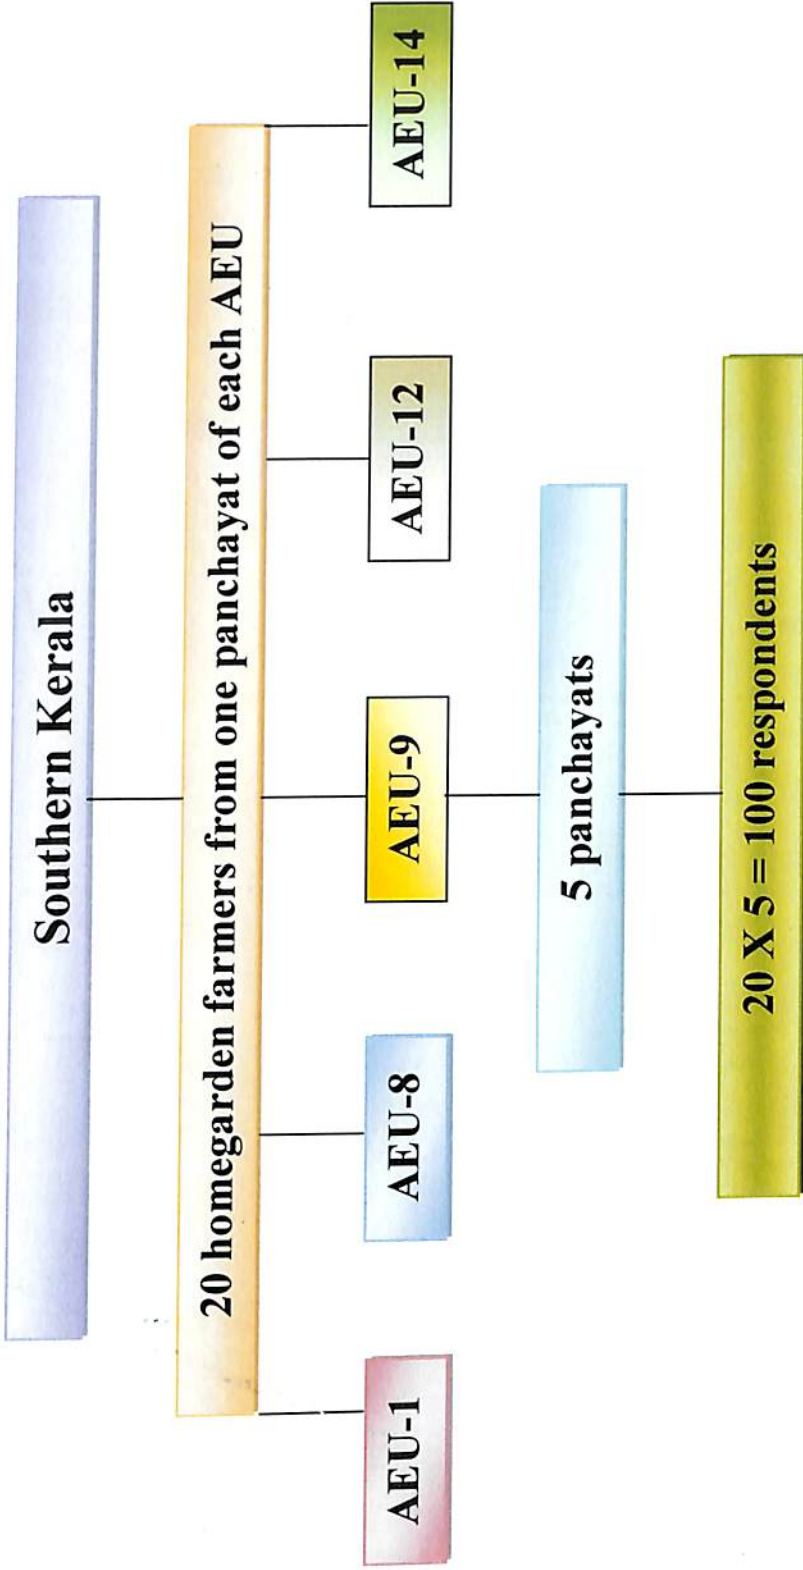 Southern Kerala
20 homegarden farmers from one panchayat of each AEU
AEU-1
AEU-8
AEU-9
AEU-12
AEU-14
5 panchayats
20 X 5 = 100 respondents